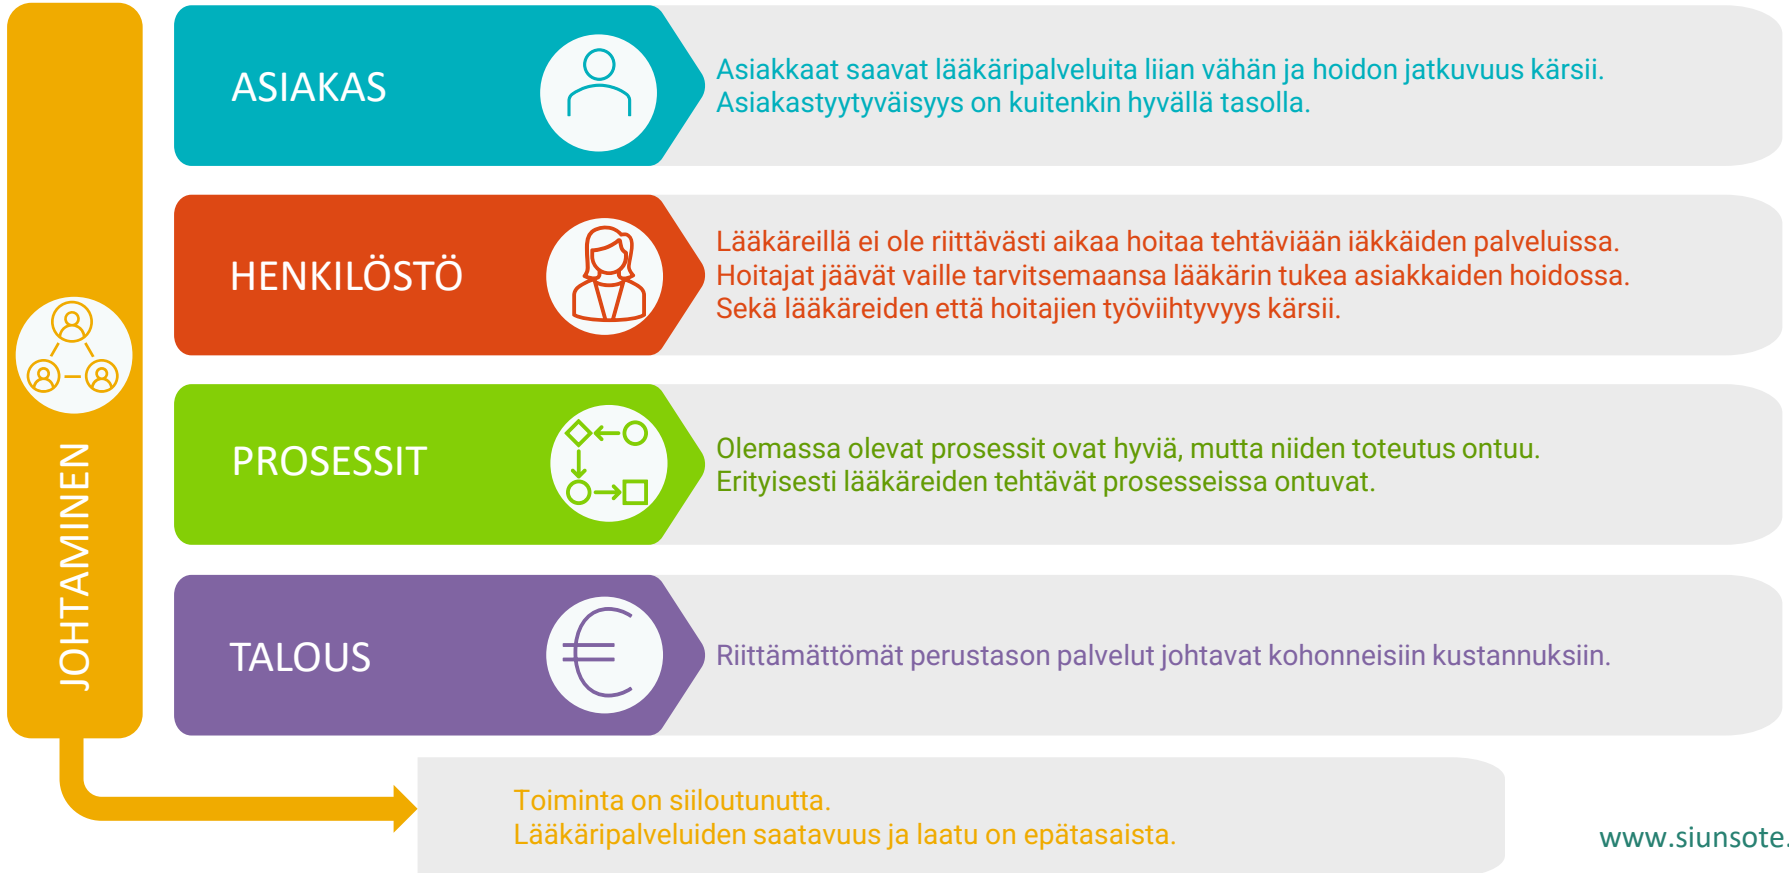 ASIAKAS
Asiakkaat saavat lääkäripalveluita liian vähän ja hoidon jatkuvuus kärsii.
Asiakastyytyväisyys on kuitenkin hyvällä tasolla.
HENKILÖSTÖ
Lääkäreillä ei ole riittävästi aikaa hoitaa tehtäviään iäkkäiden palveluissa.
Hoitajat jäävät vaille tarvitsemaansa lääkärin tukea asiakkaiden hoidossa.
Sekä lääkäreiden että hoitajien työviihtyvyys kärsii.
PROSESSIT
Olemassa olevat prosessit ovat hyviä, mutta niiden toteutus ontuu.
Erityisesti lääkäreiden tehtävät prosesseissa ontuvat.
TALOUS
Riittämättömät perustason palvelut johtavat kohonneisiin kustannuksiin.
JOHTAMINEN
Toiminta on siiloutunutta.
Lääkäripalveluiden saatavuus ja laatu on epätasaista.
www.siunsote.